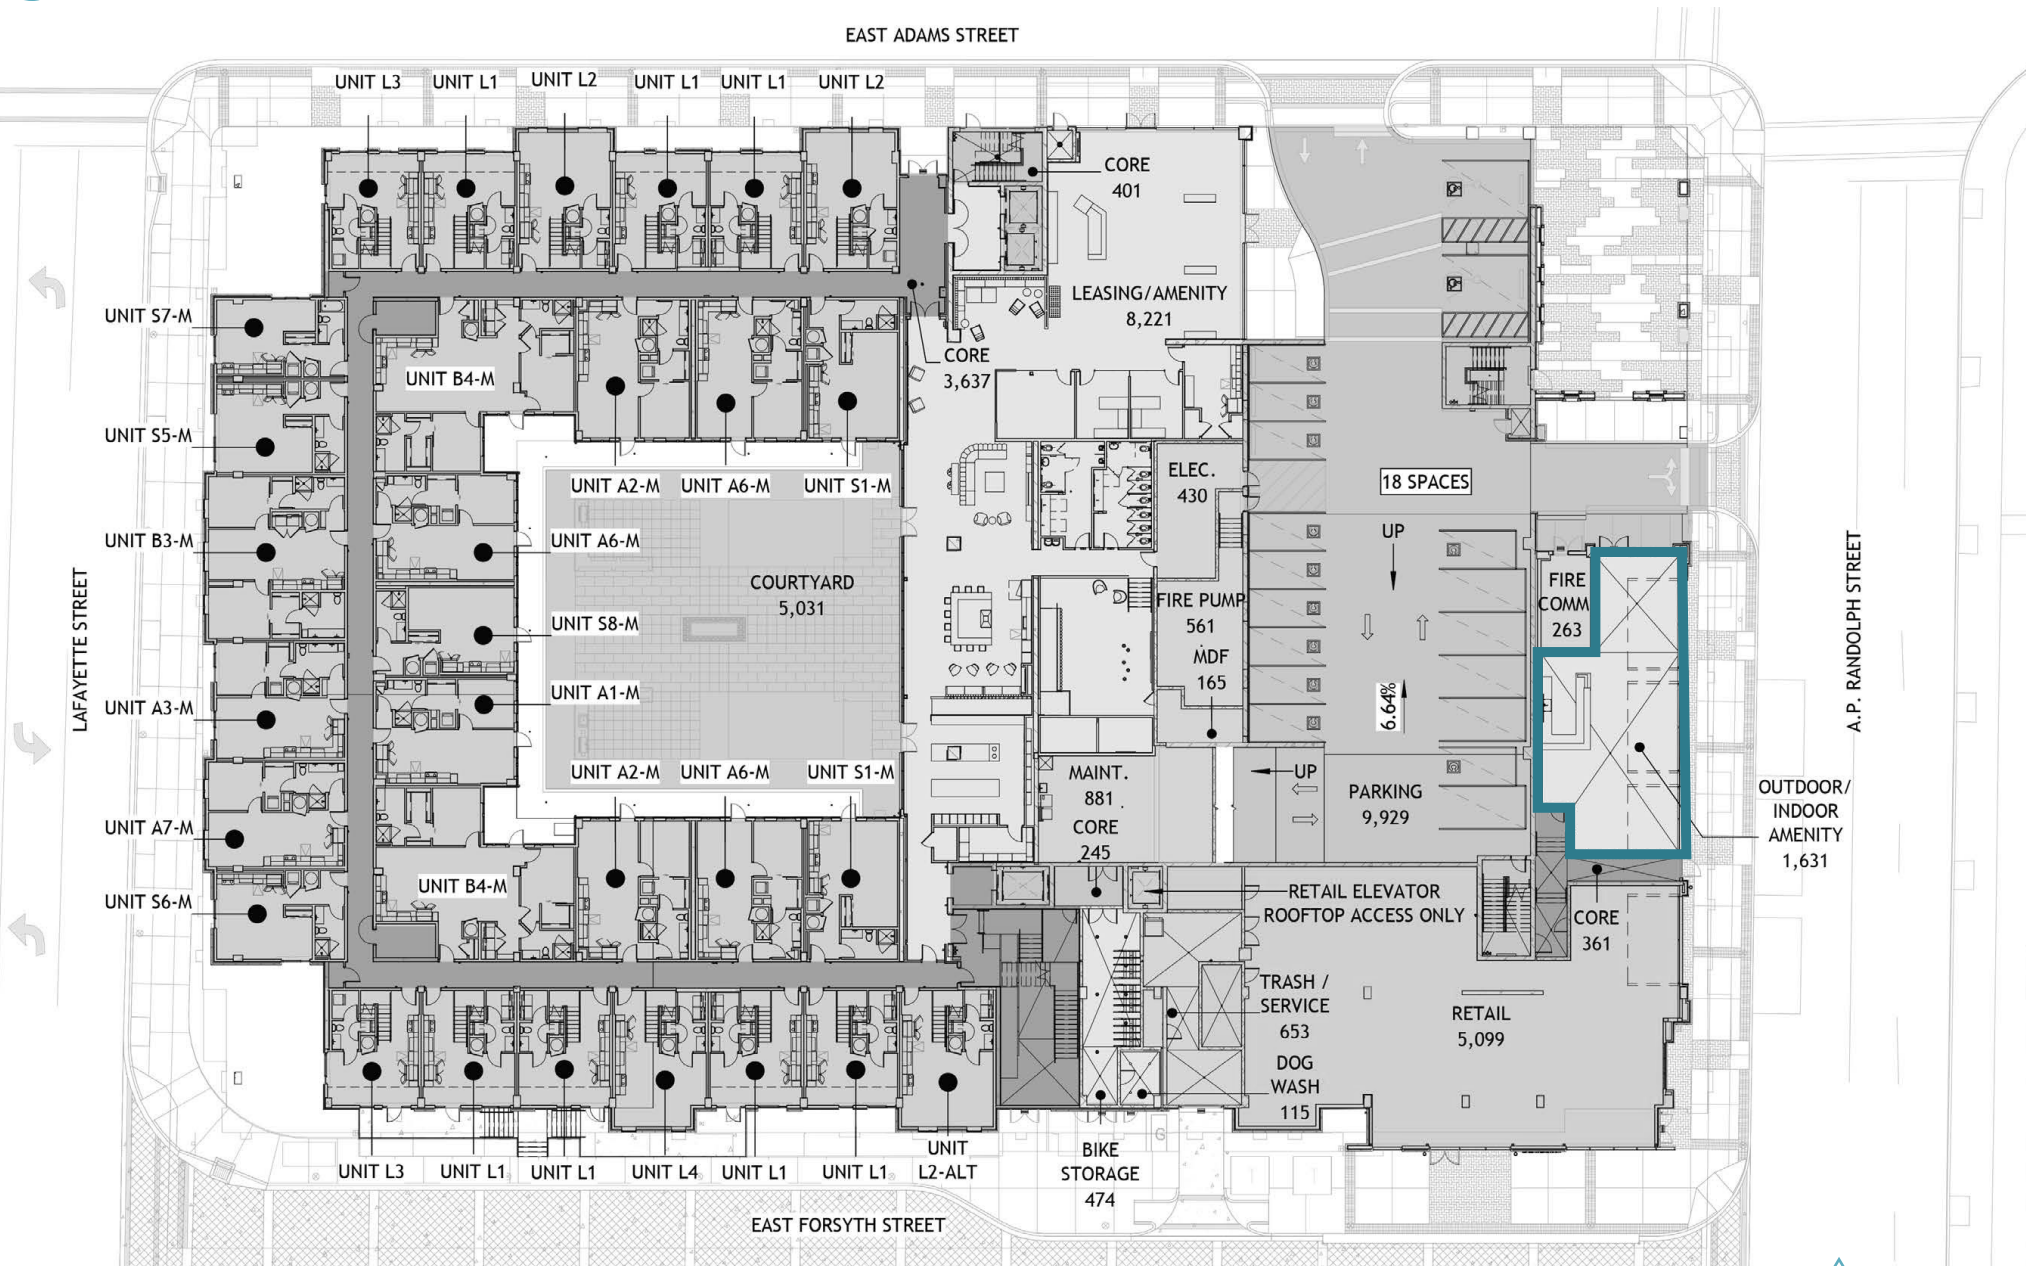 EAST ADAMS STREET
UNIT L3
UNIT L1
UNIT L2
UNIT L1
UNIT L1
UNIT L2
CORE
401
LEASING/AMENITY
8,221
CORE
3,637
UNIT S7-M
UNIT B4-M
UNIT S5-M
UNIT A2-M
UNIT A6-M
UNIT S1-M
ELEC.
430
18 SPACES
UNIT B3-M
UNIT A6-M
UP
COURTYARD
5,031
FIRE PUMP
561
FIRE
COMM
263
LAFAYETTE STREET
A.P. RANDOLPH STREET
UNIT S8-M
MDF
165
UNIT A3-M
UNIT A1-M
6.64%
UNIT A2-M
UNIT A6-M
UNIT S1-M
MAINT.
881
UP
PARKING
9,929
OUTDOOR/
INDOOR
AMENITY
1,631
UNIT A7-M
CORE
245
UNIT B4-M
UNIT S6-M
RETAIL ELEVATOR
ROOFTOP ACCESS ONLY
CORE
361
TRASH /
SERVICE
653
RETAIL
5,099
DOG
WASH
115
G
UNIT L3
UNIT L1
UNIT L1
UNIT L4
UNIT L1
UNIT L1
UNIT
L2-ALT
BIKE
STORAGE
474
EAST FORSYTH STREET